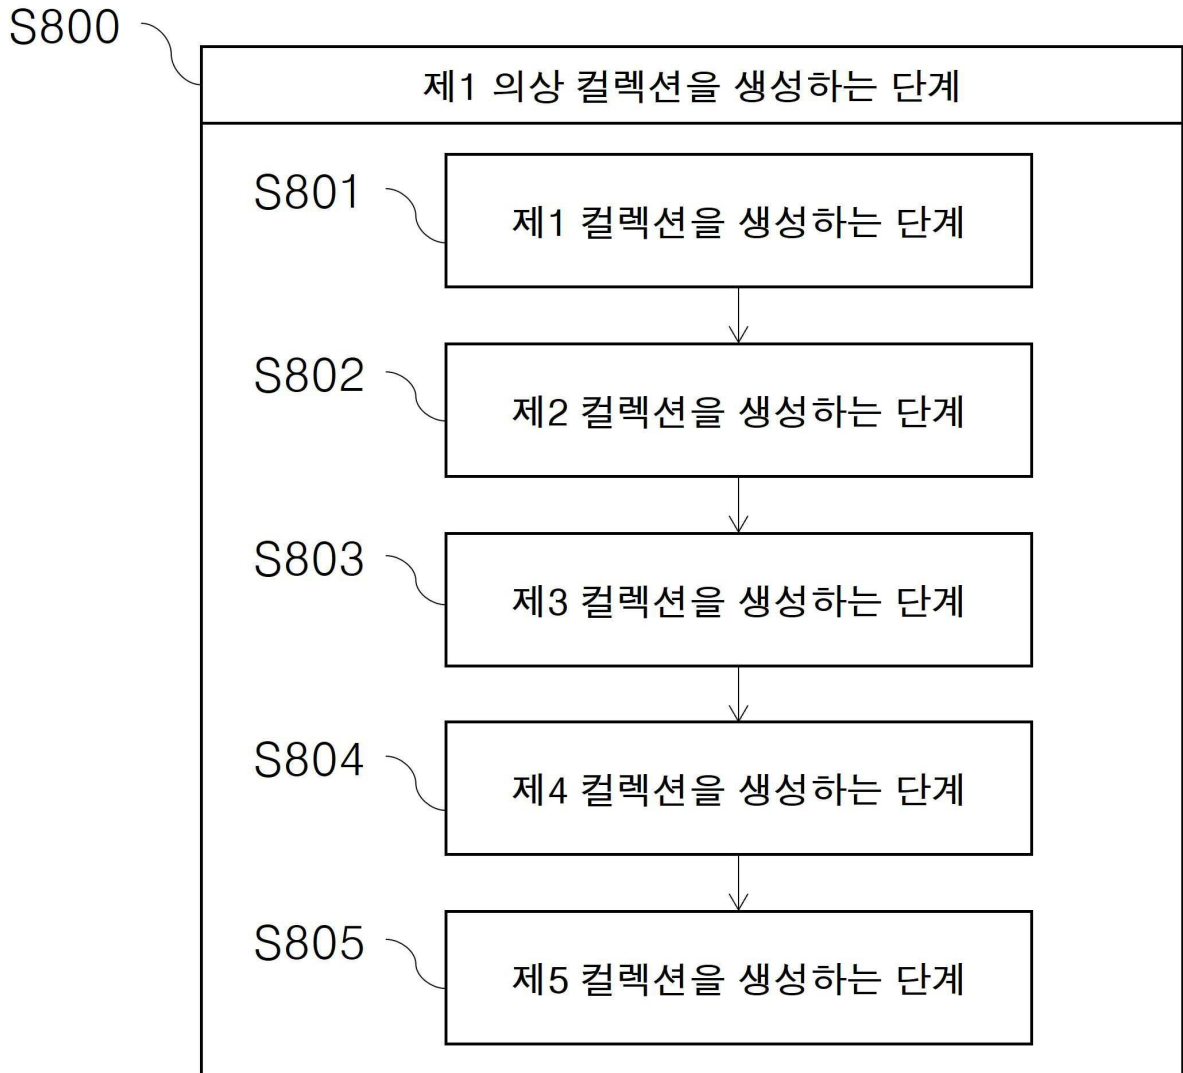 S800
제1 의상 컬렉션을 생성하는 단계
S801
제1 컬렉션을 생성하는 단계
S802
제2 컬렉션을 생성하는 단계
S803
제3 컬렉션을 생성하는 단계
S804
제4 컬렉션을 생성하는 단계
S805
제5 컬렉션을 생성하는 단계